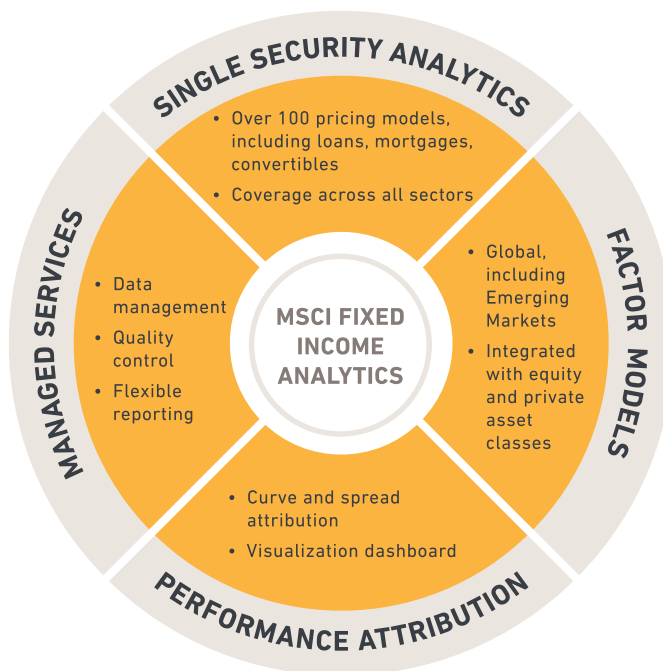 SINGLE SECURITY ANALYTICS
• Over 100 pricing models,
including loans, mortgages,
convertibles
• Coverage across all sectors
FACTOR MODELS
• Global,
including
Emerging
Markets
• Integrated
with equity
and private
asset
classes
MANAGED SERVICES
• Data
management
• Quality
control
• Flexible
reporting
MSCI FIXED
INCOME
ANALYTICS
• Curve and spread
attribution
• Visualization dashboard
PERFORMANCE ATTRIBUTION